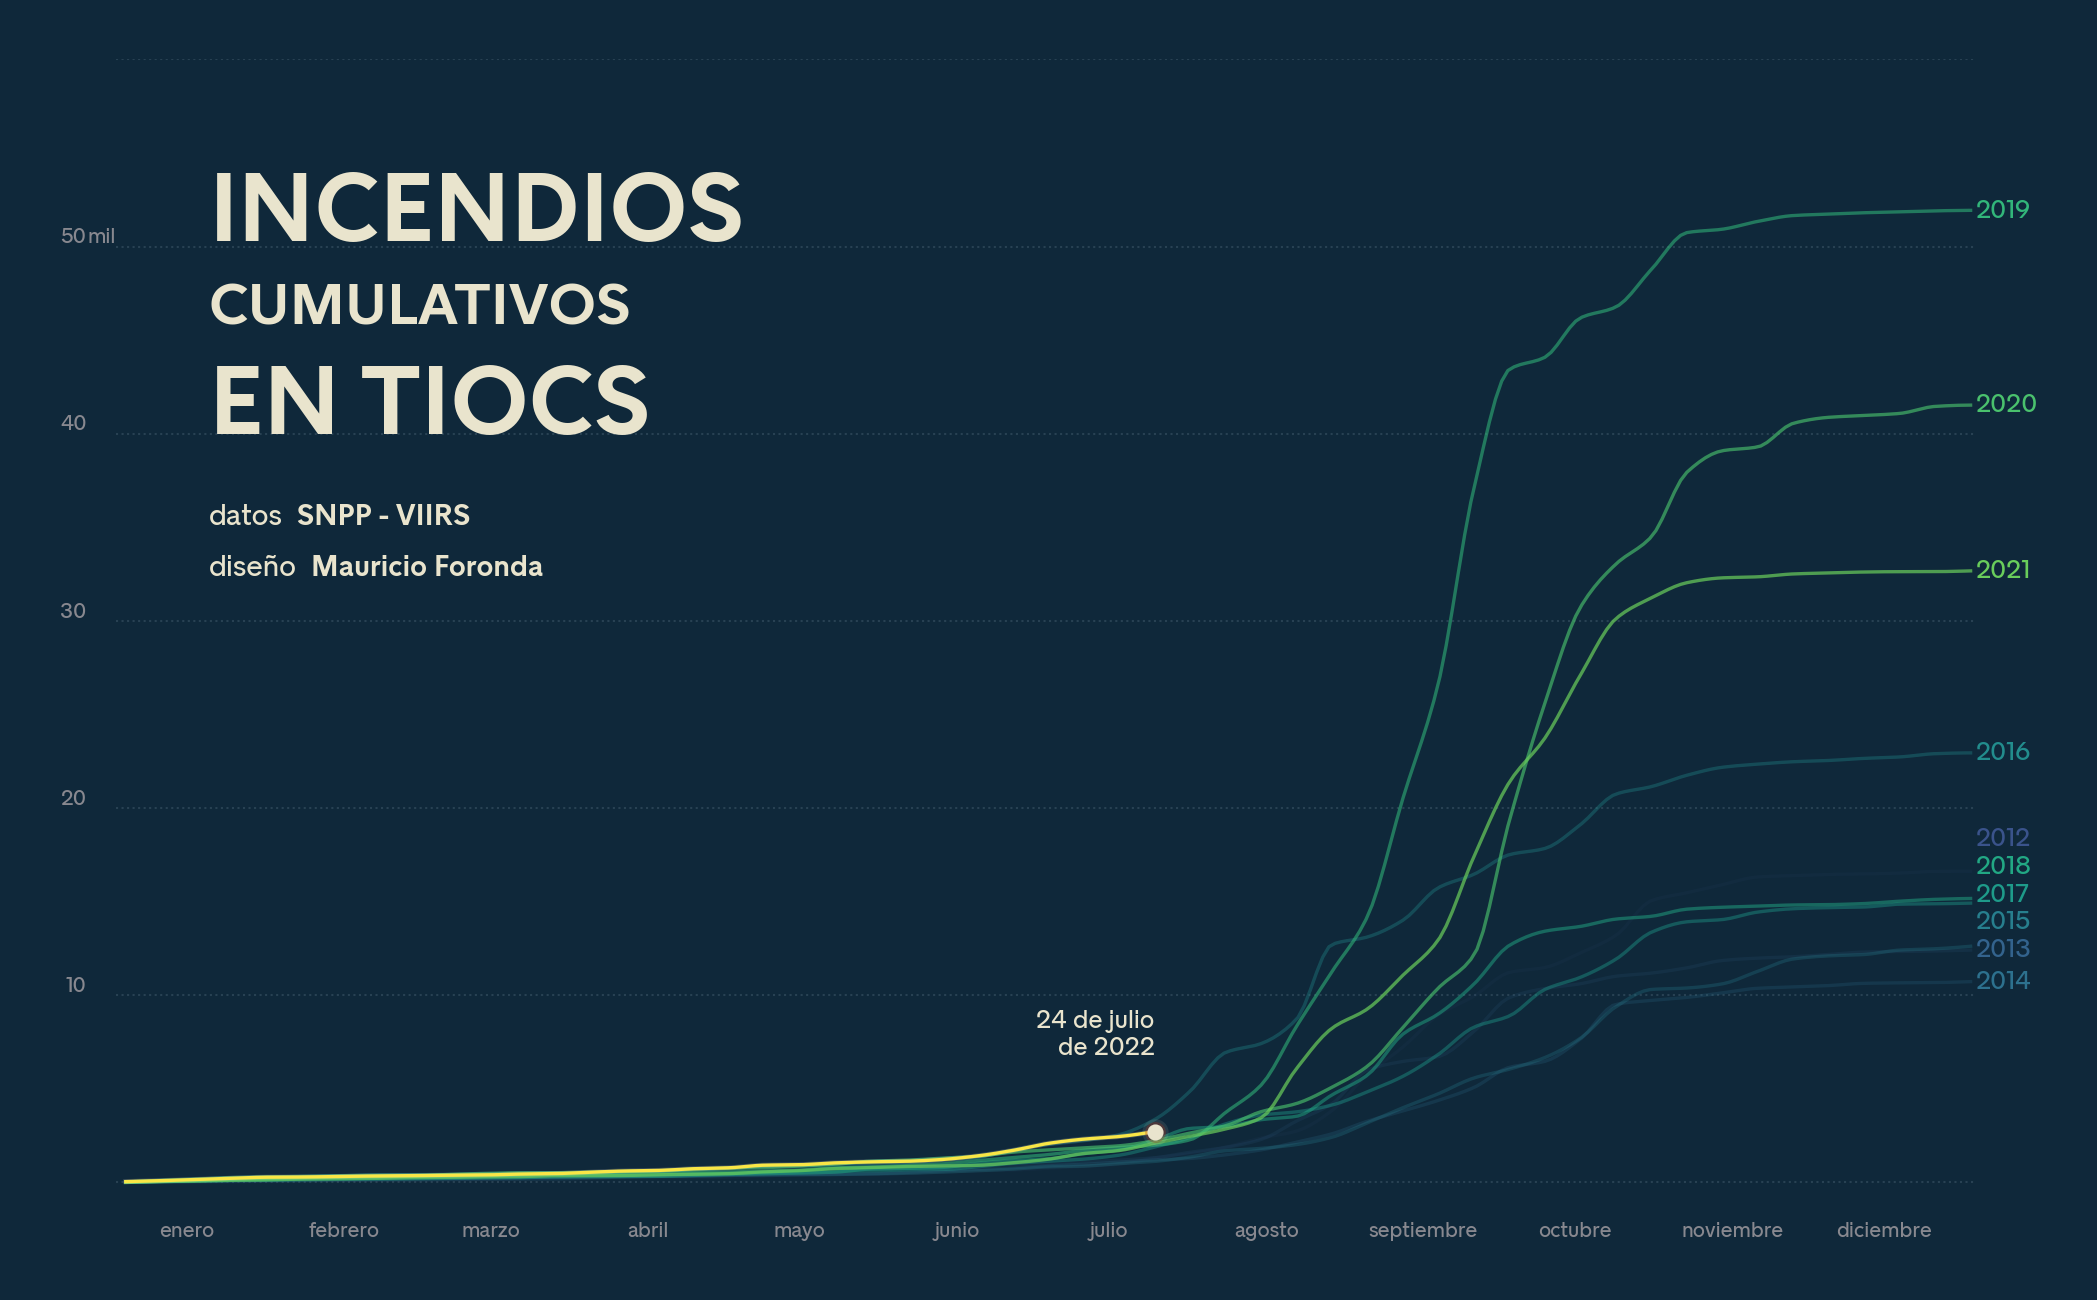 INCENDIOS
CUMULATIVOS
EN TIOCS
datos SNPP - VIIRS
diseño Mauricio Foronda
50 mil
40
30
20
10
24 de julio
de 2022
2019
2020
2021
2016
2012
2018
2017
2015
2013
2014
enero febrero marzo abril mayo junio julio agosto septiembre octubre noviembre diciembre